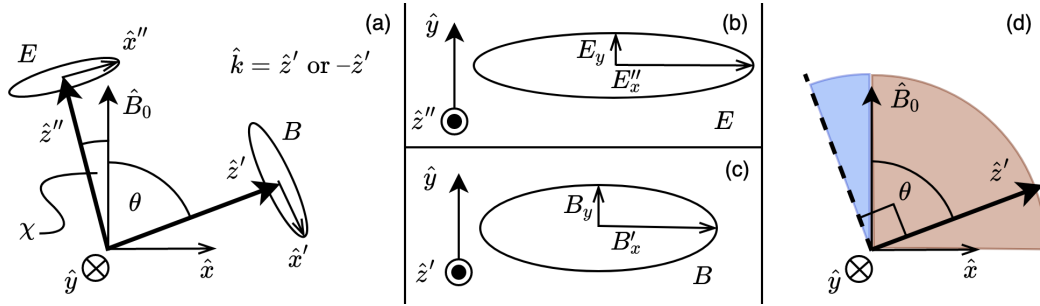 (a)
x̂″
E
k̂ = ẑ′ or –ẑ′
B̂₀
ẑ″
B
ẑ′
θ
χ
x̂′
ŷ
x̂
(b)
ŷ
E_y
E″_x
ẑ″
E
(c)
ŷ
B_y
B′_x
ẑ′
B
(d)
B̂₀
θ
ẑ′
ŷ
x̂